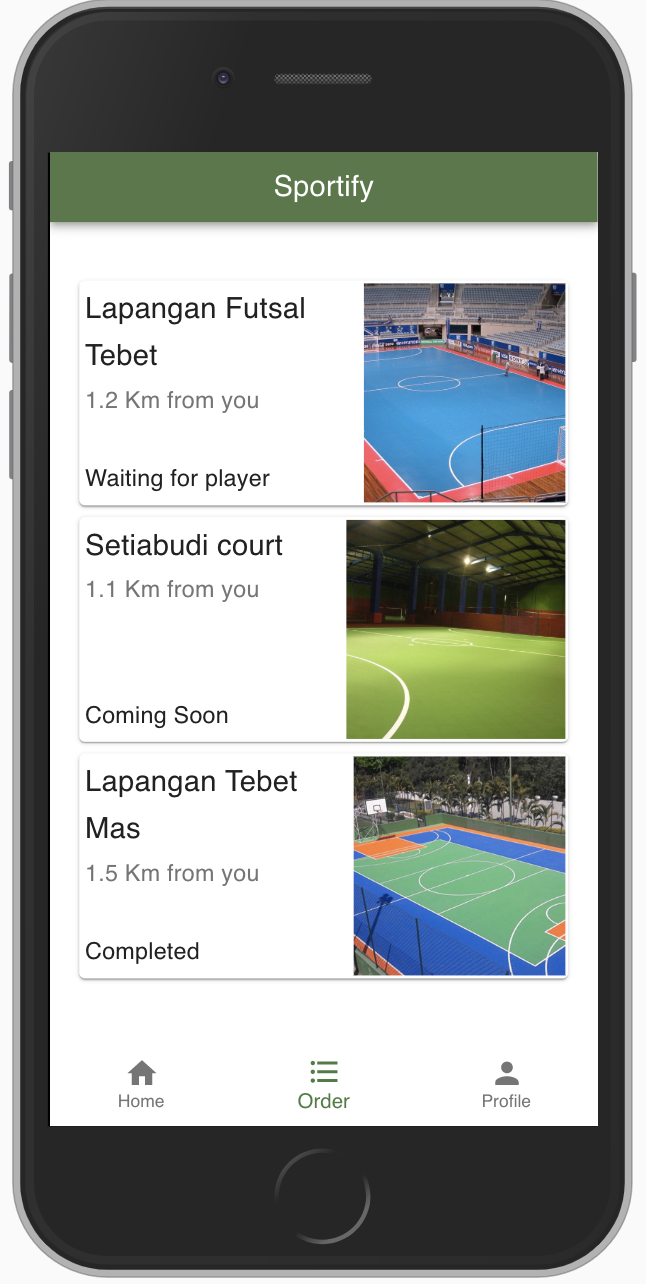 Sportify
Lapangan Futsal
Tebet
1.2 Km from you
Waiting for player
Setiabudi court
1.1 Km from you
Coming Soon
Lapangan Tebet
Mas
1.5 Km from you
Completed
Home
Order
Profile